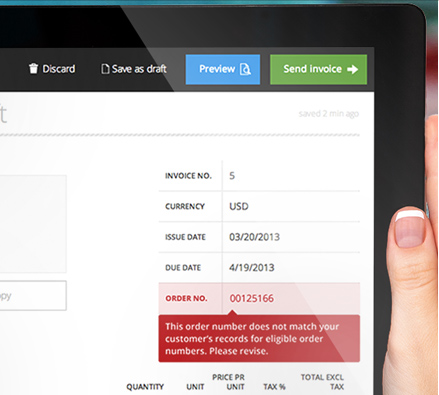 Discard Save as draft Preview Send invoice
t saved 2 min ago
INVOICE NO. 5
CURRENCY USD
ISSUE DATE 03/20/2013
DUE DATE 4/19/2013
opy
ORDER NO. 00125166
This order number does not match your
customer's records for eligible order
numbers. Please revise.
QUANTITY UNIT PRICE PR UNIT TAX % TOTAL EXCL TAX